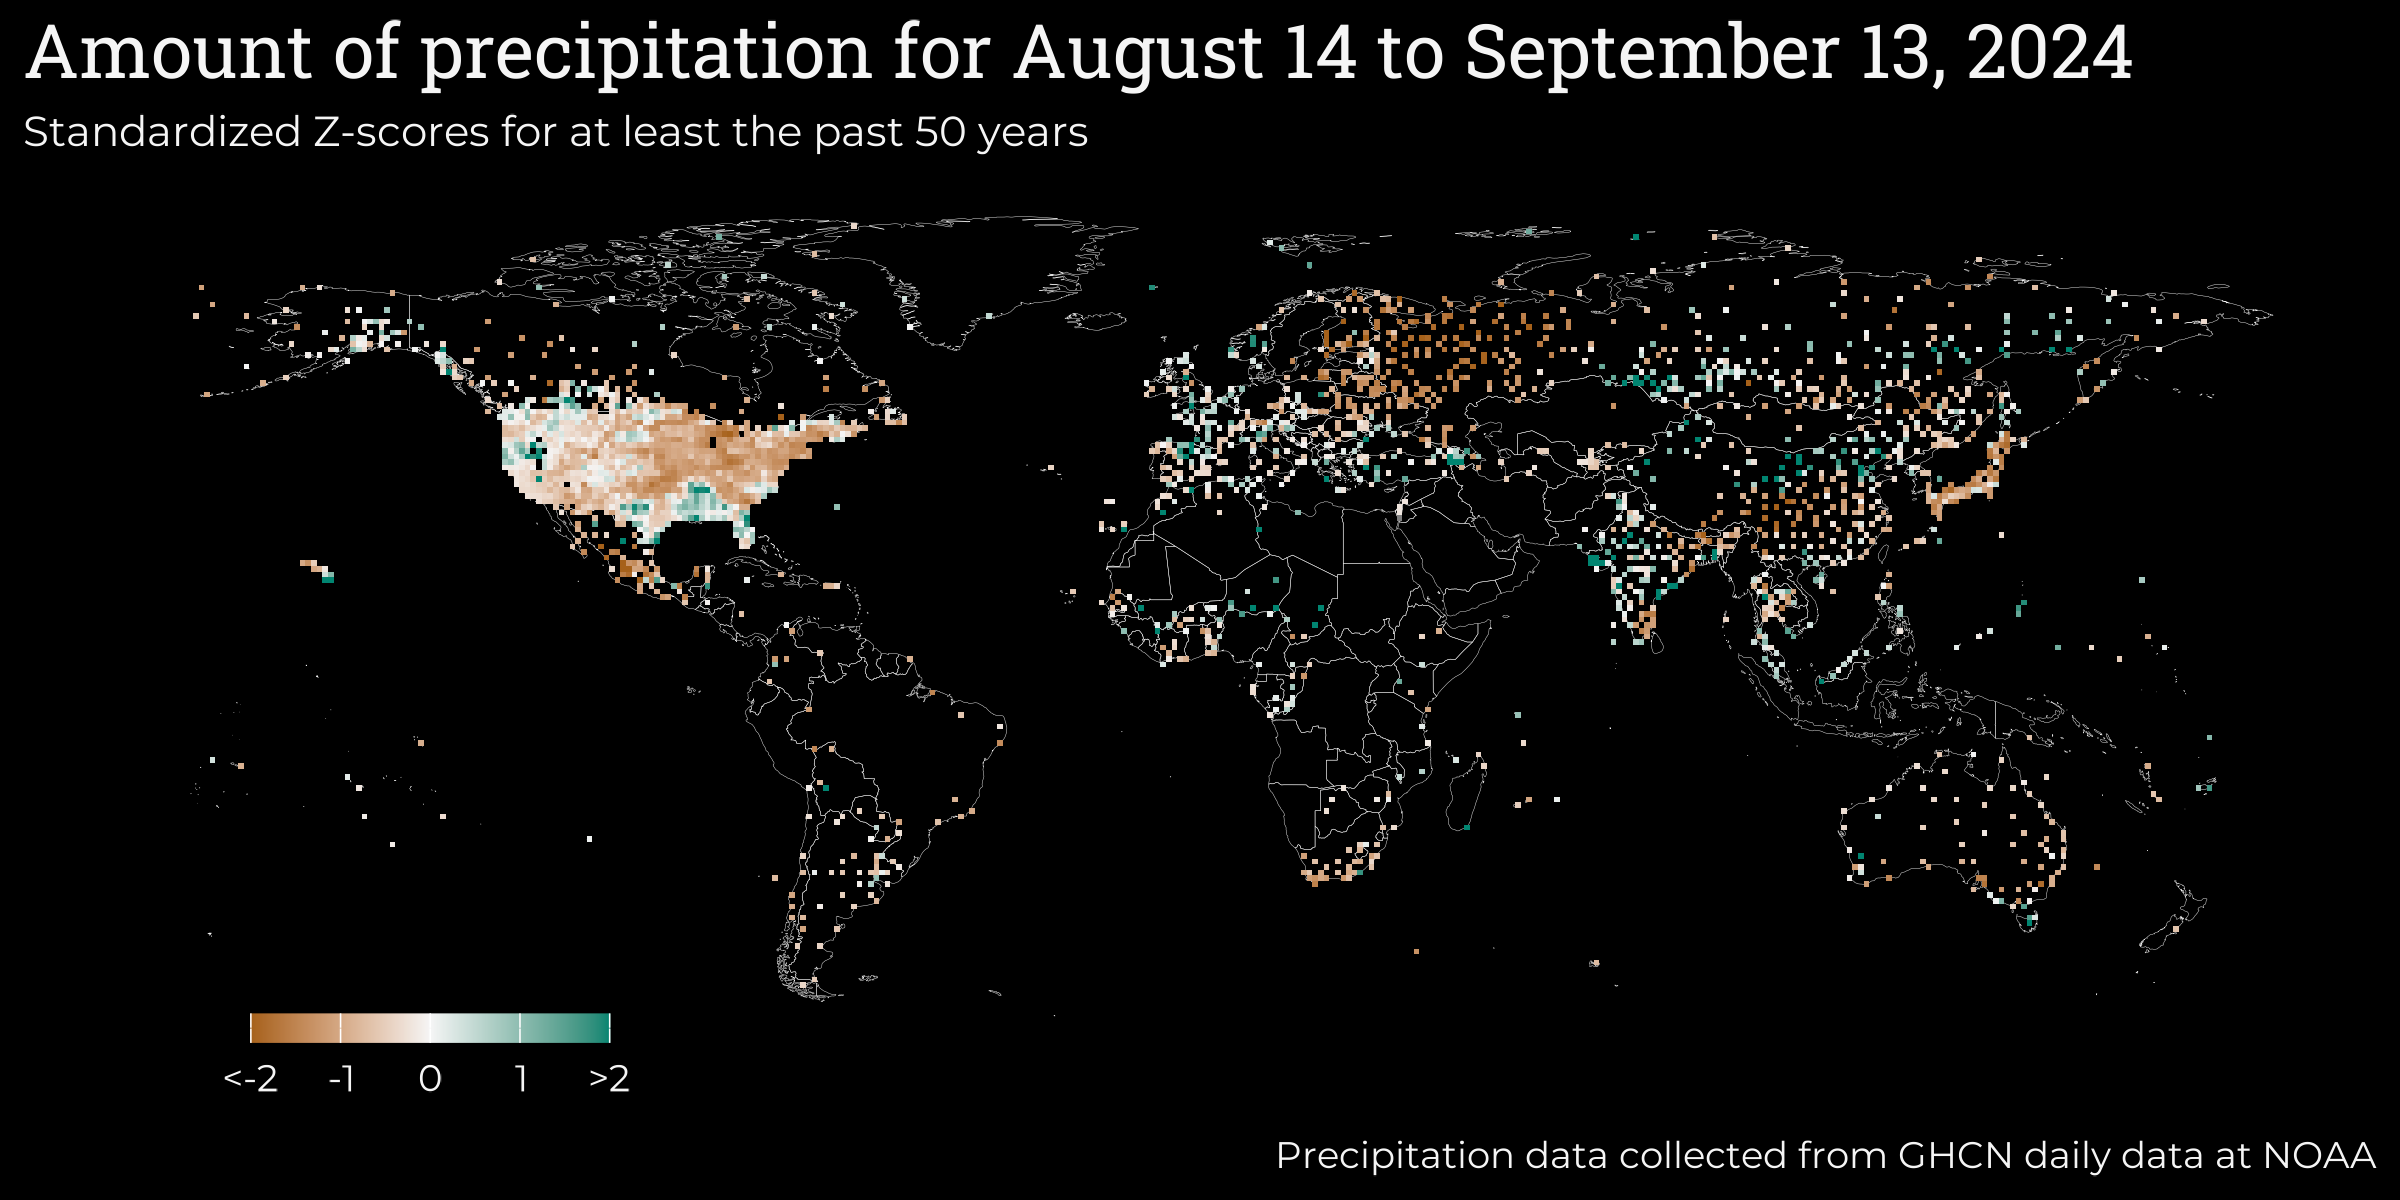 Amount of precipitation for August 14 to September 13, 2024
Standardized Z-scores for at least the past 50 years
<-2 -1 0 1 >2
Precipitation data collected from GHCN daily data at NOAA